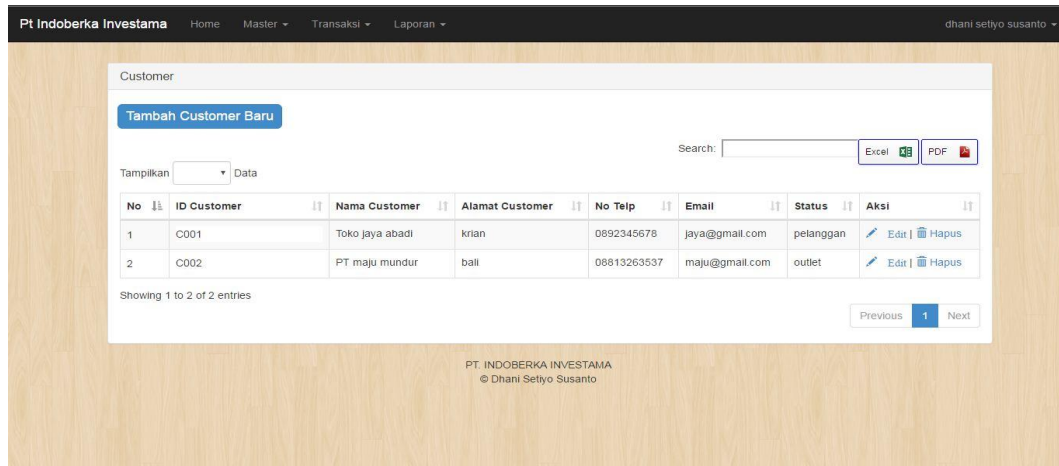 Pt Indoberka Investama Home Master Transaksi Laporan dhani setiyo susanto
Customer
Tambah Customer Baru
Search: Excel PDF
Tampilkan Data
No ID Customer Nama Customer Alamat Customer No Telp Email Status Aksi
1 C001 Toko jaya abadi krian 0892345678 jaya@gmail.com pelanggan Edit | Hapus
2 C002 PT maju mundur bali 08813263537 maju@gmail.com outlet Edit | Hapus
Showing 1 to 2 of 2 entries
Previous 1 Next
PT. INDOBERKA INVESTAMA
© Dhani Setiyo Susanto